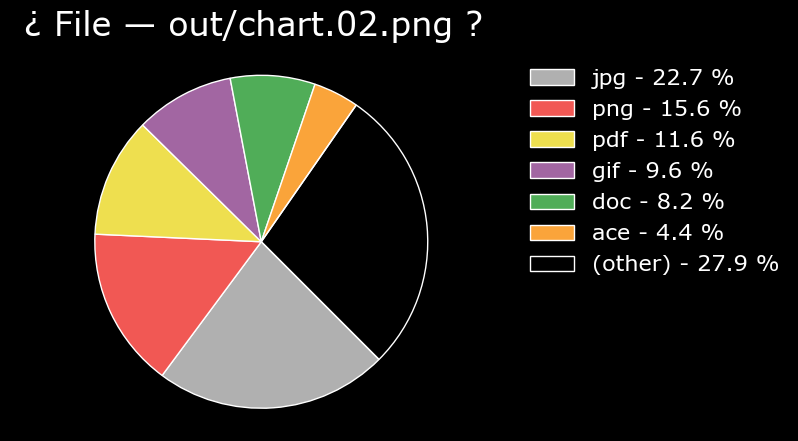 ¿ File — out/chart.02.png ?
jpg - 22.7 %
png - 15.6 %
pdf - 11.6 %
gif - 9.6 %
doc - 8.2 %
ace - 4.4 %
(other) - 27.9 %